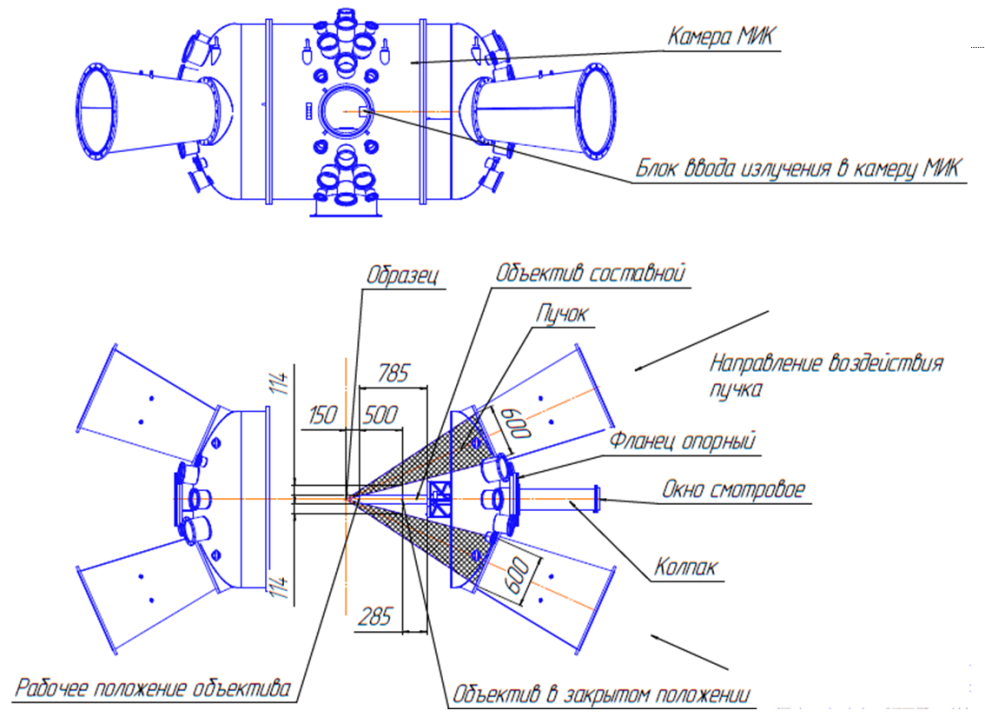 Камера МИК
Блок ввода излучения в камеру МИК
Образец
Объектив составной
Пучок
Направление воздействия
пучка
114
785
150
500
600
Фланец опорный
Окно смотровое
Колпак
600
114
285
Рабочее положение объектива
Объектив в закрытом положении